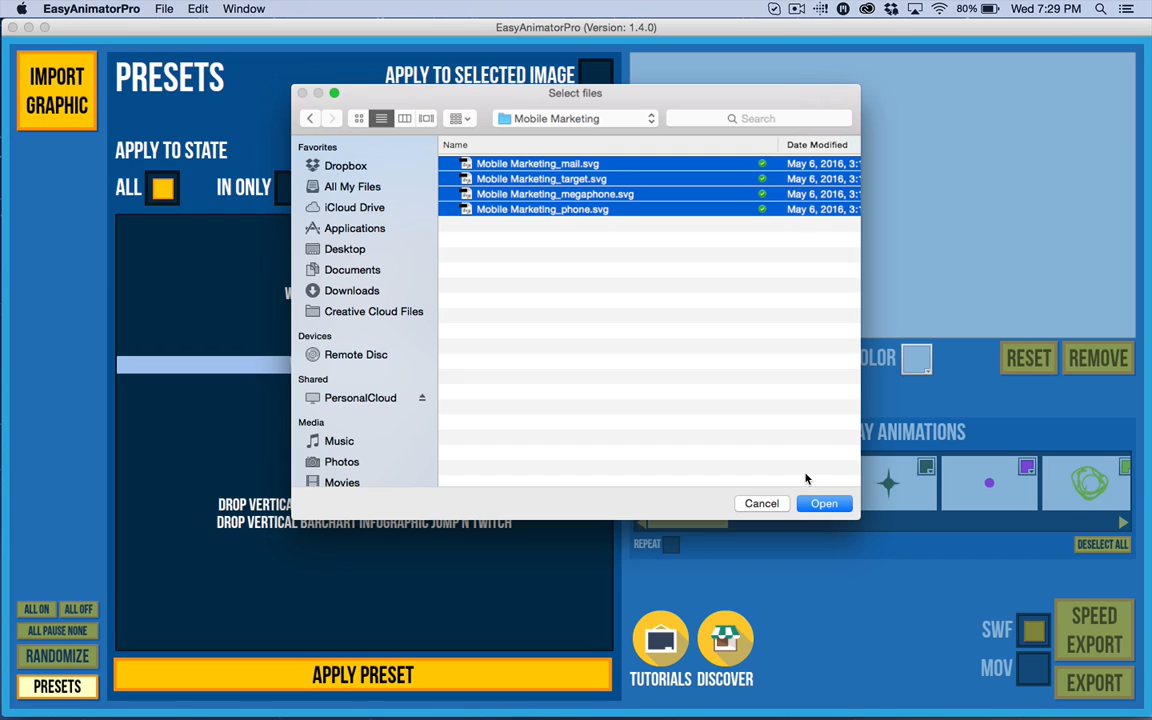 EasyAnimatorPro File Edit Window 80% Wed 7:29 PM
EasyAnimatorPro (Version: 1.4.0)
IMPORT
GRAPHIC
PRESETS
APPLY TO SELECTED IMAGE
APPLY TO STATE
ALL
IN ONLY
Select files
Mobile Marketing
Search
Favorites
Dropbox
All My Files
iCloud Drive
Applications
Desktop
Documents
Downloads
Creative Cloud Files
Devices
Remote Disc
Shared
PersonalCloud
Media
Music
Photos
Movies
Name Date Modified
Mobile Marketing_mail.svg May 6, 2016, 3:1
Mobile Marketing_target.svg May 6, 2016, 3:1
Mobile Marketing_megaphone.svg May 6, 2016, 3:1
Mobile Marketing_phone.svg May 6, 2016, 3:1
Cancel Open
DROP VERTICAL
DROP VERTICAL BARCHART INFOGRAPHIC JUMP N TWITCH
APPLY PRESET
ALL ON ALL OFF
ALL PAUSE NONE
RANDOMIZE
PRESETS
OLOR
RESET REMOVE
AY ANIMATIONS
REPEAT
DESELECT ALL
TUTORIALS DISCOVER
SWF
MOV
SPEED
EXPORT
EXPORT